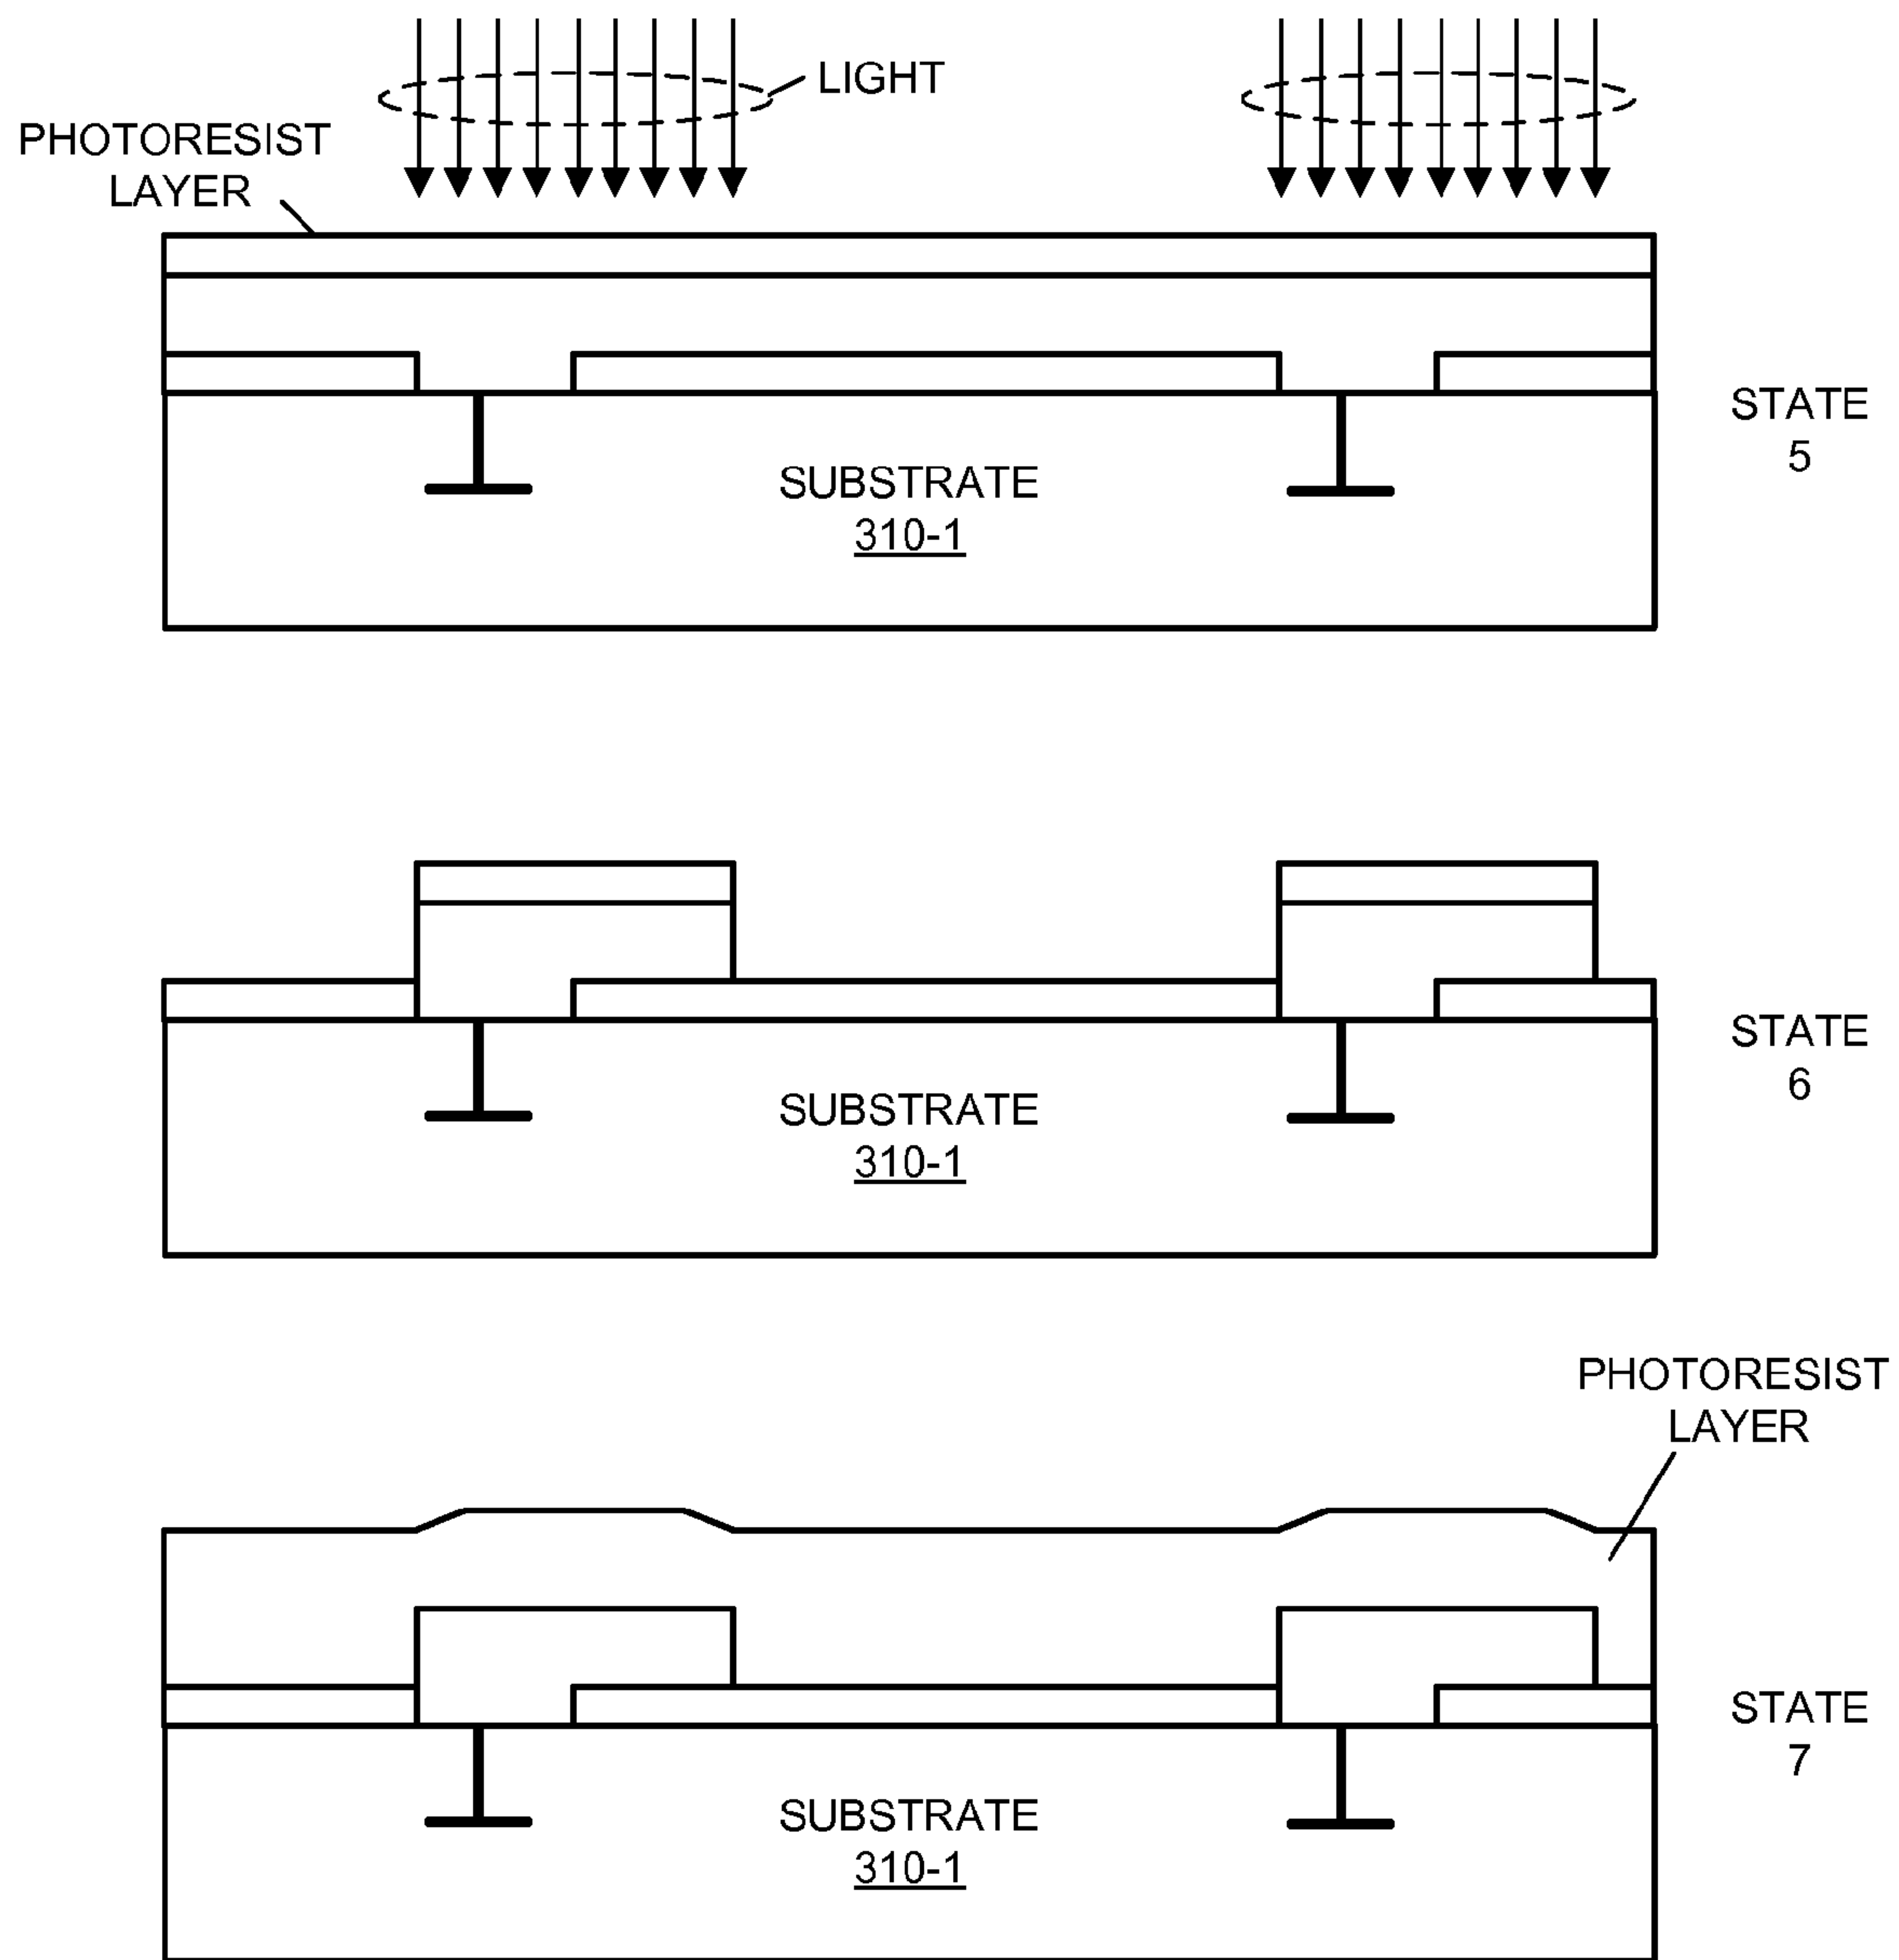 LIGHT
PHOTORESIST
LAYER
STATE
5
SUBSTRATE
310-1
STATE
6
SUBSTRATE
310-1
PHOTORESIST
LAYER
STATE
7
SUBSTRATE
310-1